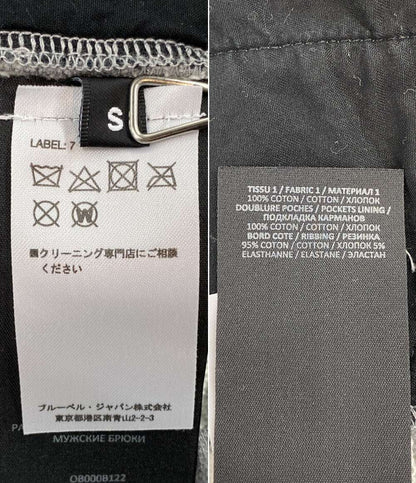 S
LABEL: 7
W
クリーニング専門店にご相談
ください
ブルーベル・ジャパン株式会社
東京都港区南青山2-2-3
МУЖСКИЕ БРЮКИ
OB000B122
TISSU 1 / FABRIC 1 / МАТЕРИАЛ 1
100% COTON / COTTON / ХЛОПОК
DOUBLURE POCHES / POCKETS LINING /
ПОДКЛАДКА КАРМАНОВ
100% COTON / COTTON / ХЛОПОК
BORD COTE / RIBBING / РЕЗИНКА
95% COTON / COTTON / ХЛОПОК 5%
ELASTHANNE / ELASTANE / ЭЛАСТАН